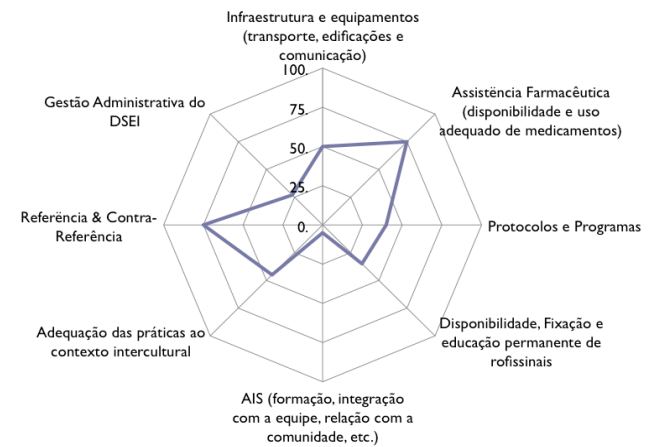 Infraestrutura e equipamentos
(transporte, edificações e
comunicação)
100.
75.
50.
25.
0.
Assistëncia Farmacêutica
(disponibilidade e uso
adequado de medicamentos)
Protocolos e Programas
Disponibilidade, Fixação e
educação permanente de
rofissinais
AIS (formação, integração
com a equipe, relação com a
comunidade, etc.)
Adequação das práticas ao
contexto intercultural
Referëncia & Contra-
Referência
Gestão Administrativa do
DSEI